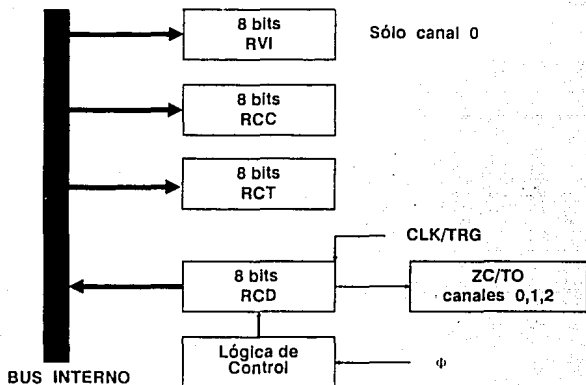 8 bits
RVI
Sólo canal 0
8 bits
RCC
8 bits
RCT
CLK/TRG
8 bits
RCD
ZC/TO
canales 0,1,2
Lógica de
Control
Φ
BUS INTERNO